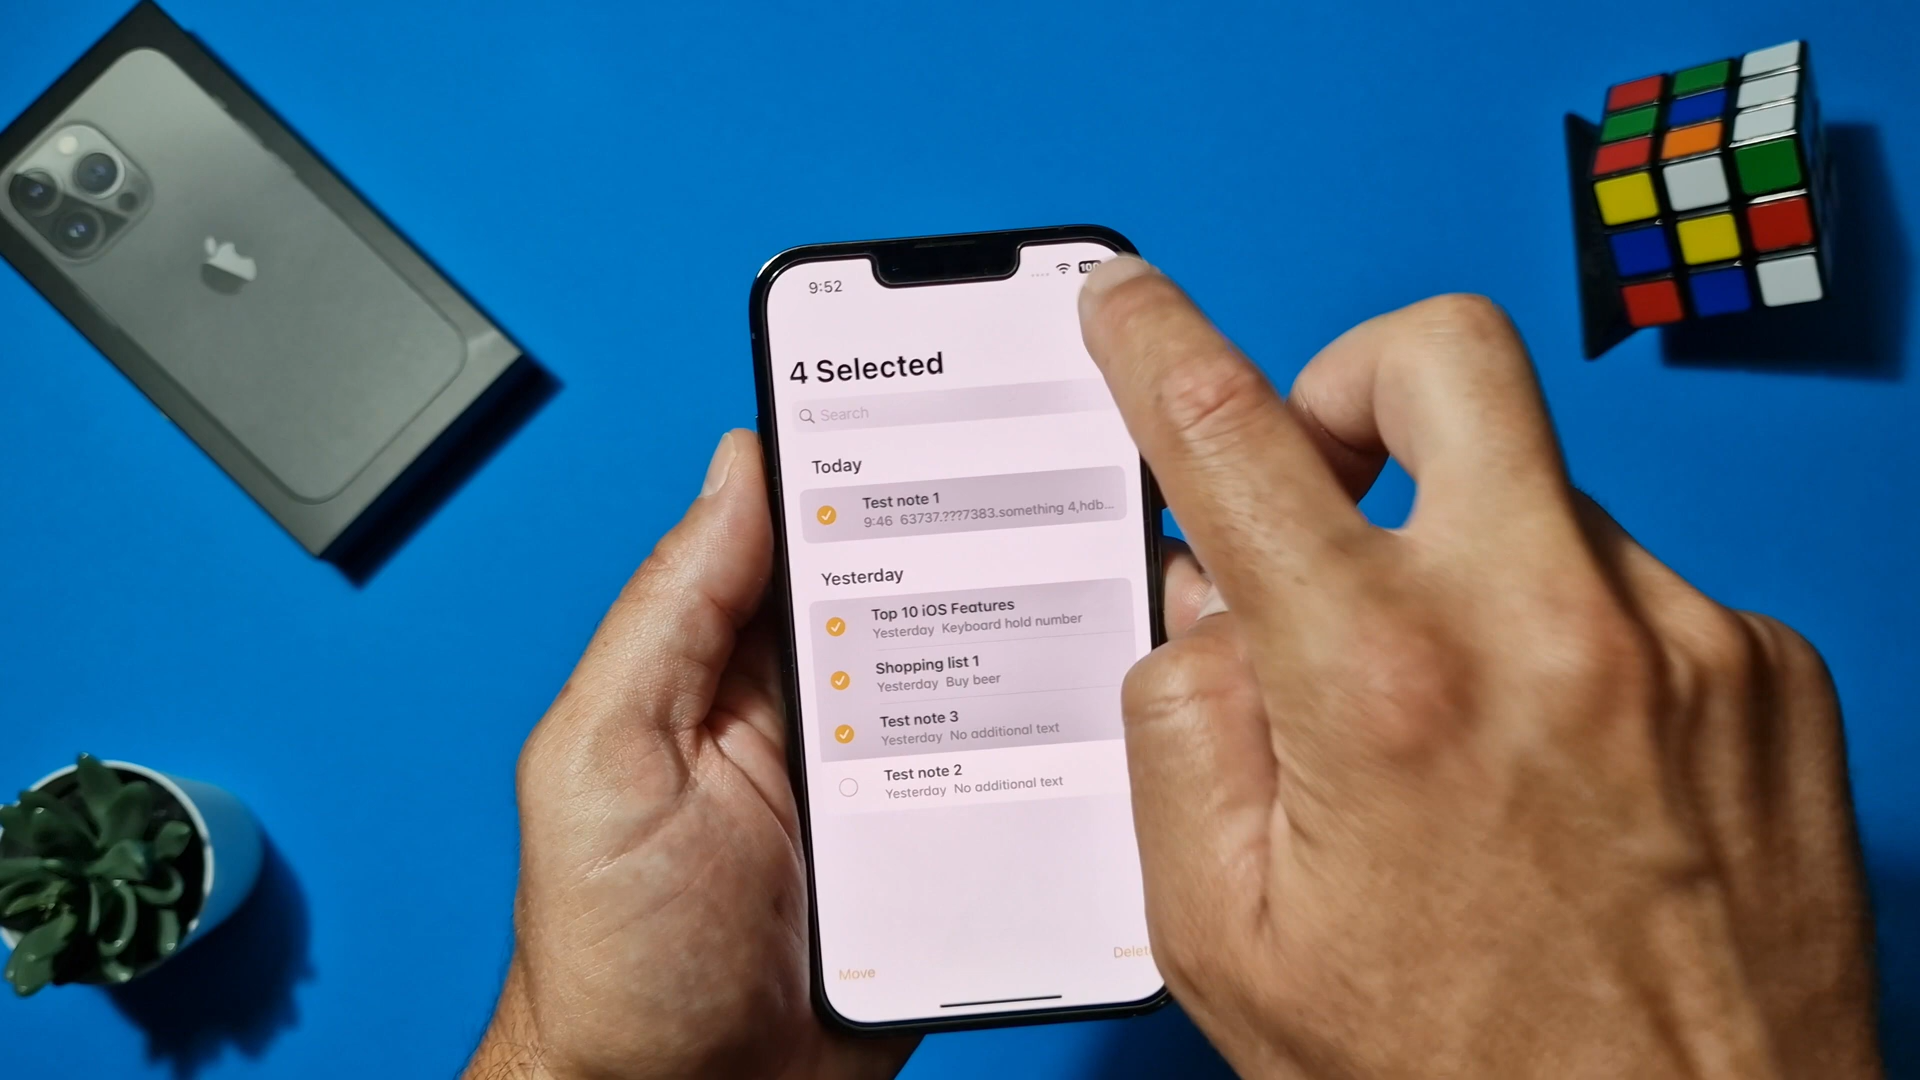 9:52
100
4 Selected
Search
Today
Test note 1
9:46 63737.???7383.something 4,hdb...
Yesterday
Top 10 iOS Features
Yesterday Keyboard hold number
Shopping list 1
Yesterday Buy beer
Test note 3
Yesterday No additional text
Test note 2
Yesterday No additional text
Move
Delete